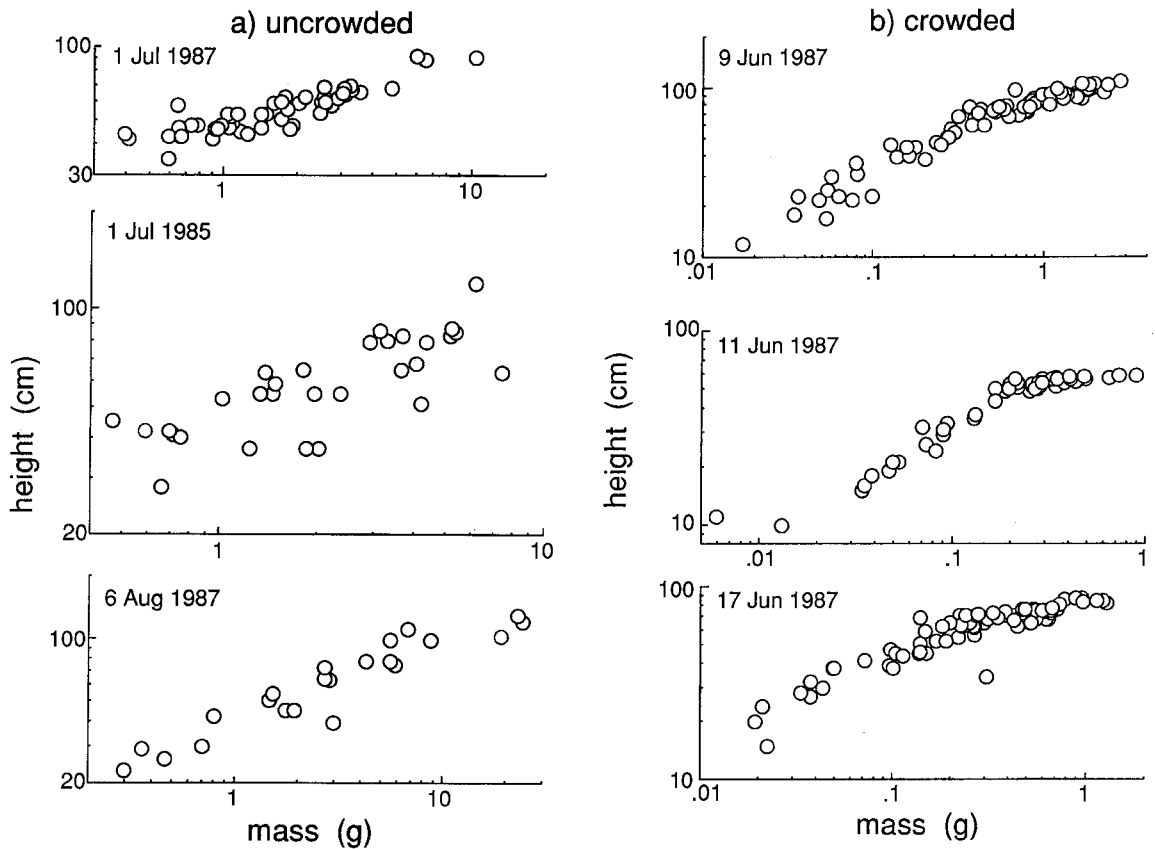 a) uncrowded
100
1 Jul 1987
30
1
10
1 Jul 1985
100
20
1
10
6 Aug 1987
100
20
1
10
height (cm)
mass (g)
b) crowded
9 Jun 1987
100
10
.01
.1
1
100
11 Jun 1987
10
.01
.1
1
100
17 Jun 1987
10
.01
.1
1
height (cm)
mass (g)